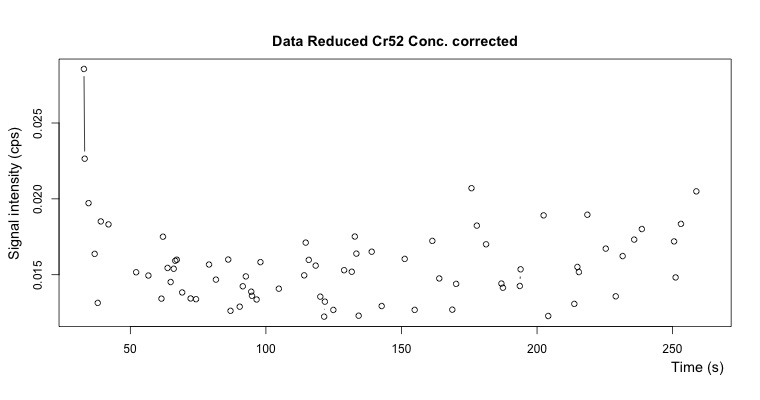 Data Reduced Cr52 Conc. corrected
Signal intensity (cps)
0.025
0.020
0.015
50 100 150 200 250
Time (s)